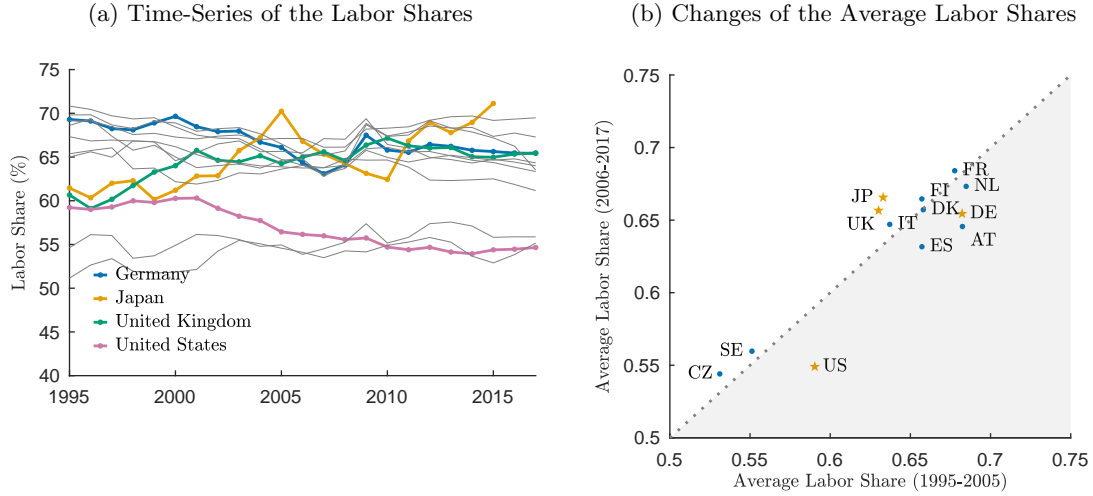 (a) Time-Series of the Labor Shares
75
70
65
60
55
50
45
40
Labor Share (%)
1995
2000
2005
2010
2015
Germany
Japan
United Kingdom
United States
(b) Changes of the Average Labor Shares
0.75
0.7
0.65
0.6
0.55
0.5
Average Labor Share (2006-2017)
FR
NL
FI
JP
DK
DE
UK
IT
AT
ES
SE
CZ
US
0.5
0.55
0.6
0.65
0.7
0.75
Average Labor Share (1995-2005)